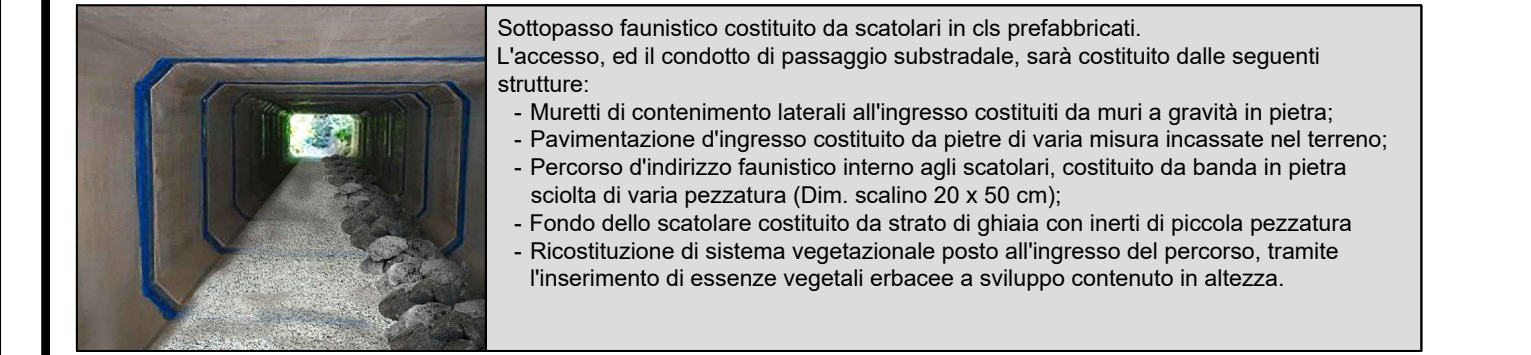 Sottopasso faunistico costituito da scatolari in cls prefabbricati.
L'accesso, ed il condotto di passaggio substradale, sarà costituito dalle seguenti
strutture:
- Muretti di contenimento laterali all'ingresso costituiti da muri a gravità in pietra;
- Pavimentazione d'ingresso costituito da pietre di varia misura incassate nel terreno;
- Percorso d'indirizzo faunistico interno agli scatolari, costituito da banda in pietra
sciolta di varia pezzatura (Dim. scalino 20 x 50 cm);
- Fondo dello scatolare costituito da strato di ghiaia con inerti di piccola pezzatura
- Ricostituzione di sistema vegetazionale posto all'ingresso del percorso, tramite
l'inserimento di essenze vegetali erbacee a sviluppo contenuto in altezza.